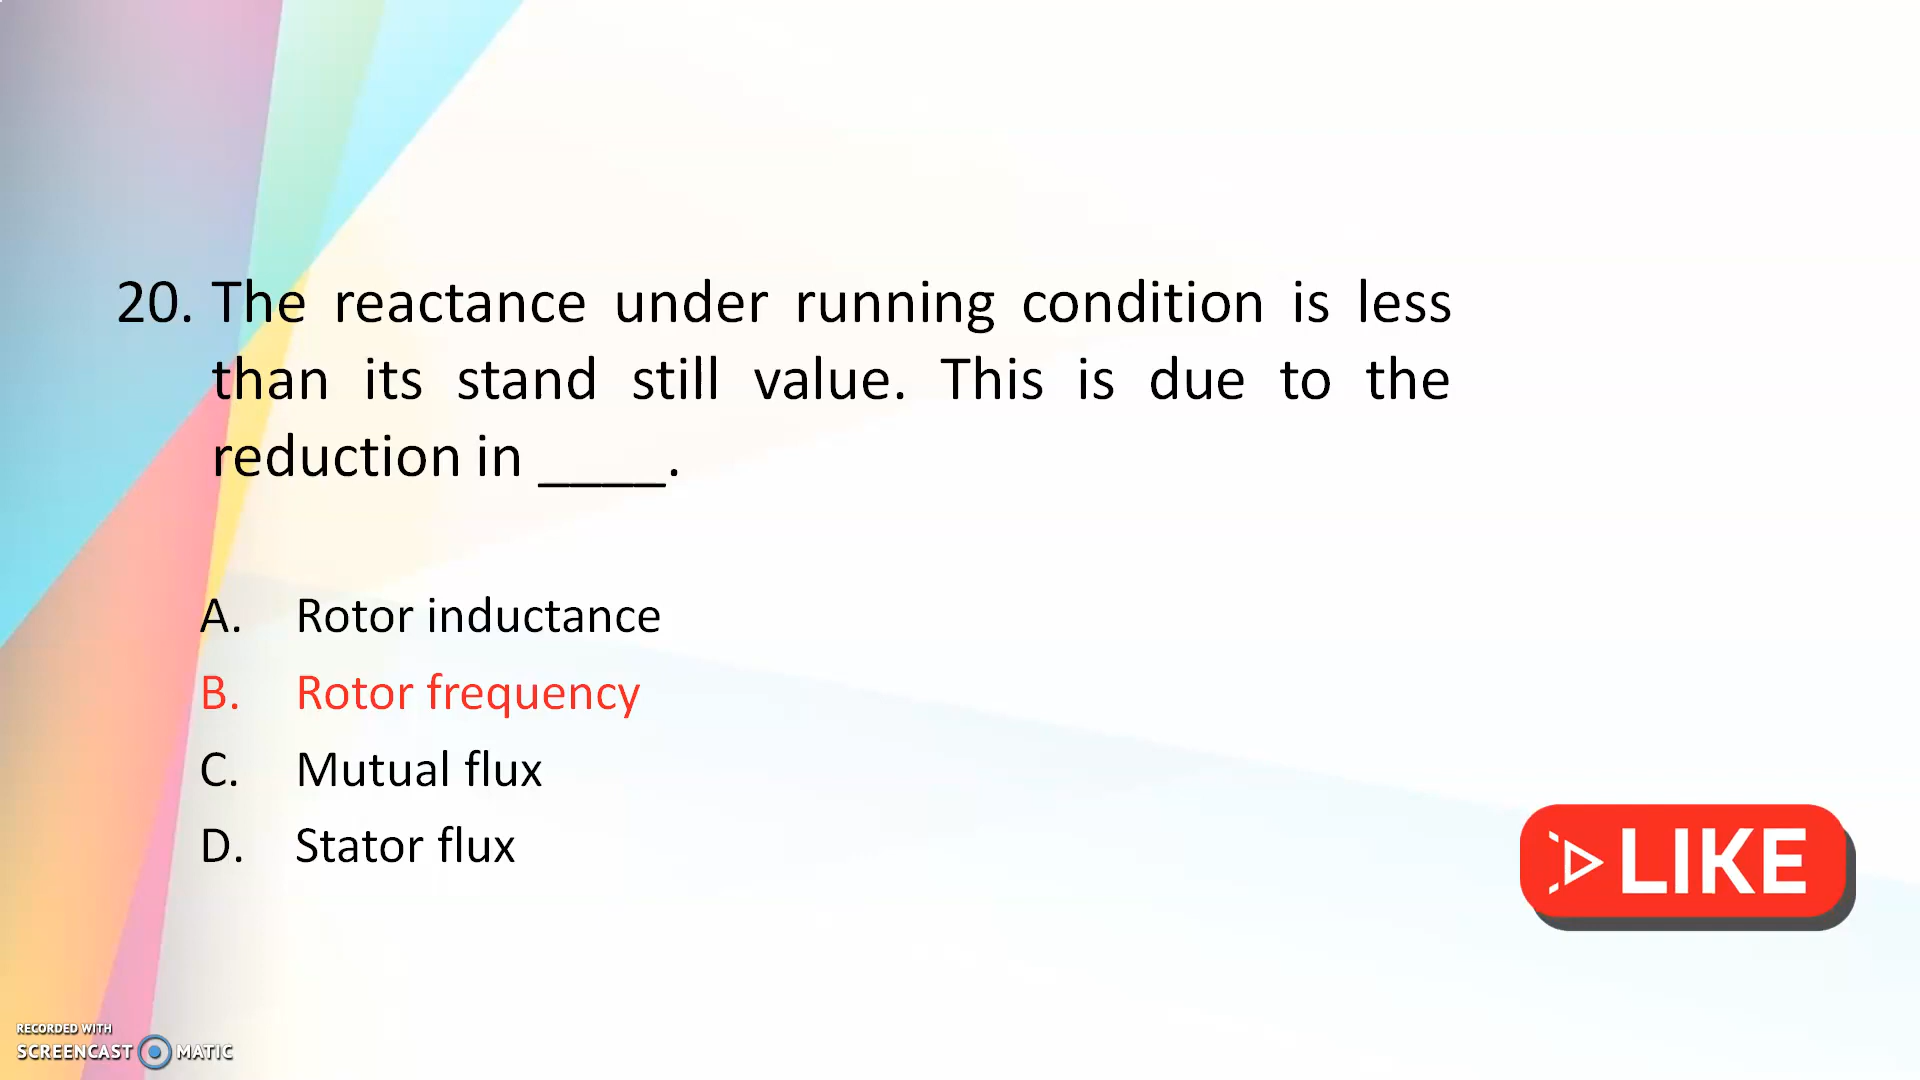 20. The reactance under running condition is less
than its stand still value. This is due to the
reduction in ____.
A. Rotor inductance
B. Rotor frequency
C. Mutual flux
D. Stator flux
LIKE
RECORDED WITH
SCREENCAST MATIC